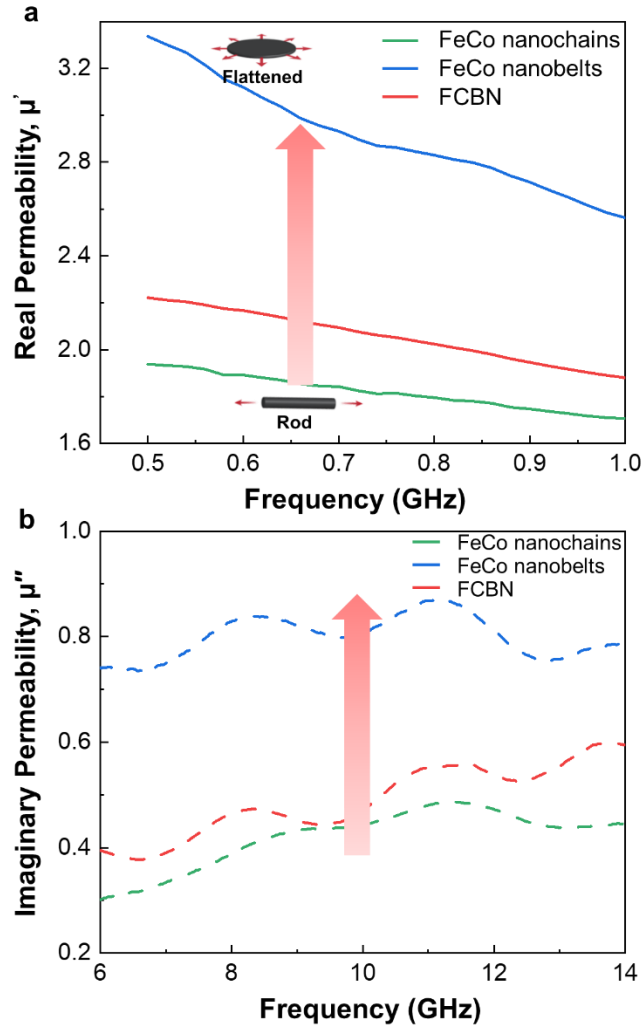 a
Flattened
FeCo nanochains
FeCo nanobelts
FCBN
Rod
Real Permeability, μ’
3.2
2.8
2.4
2.0
1.6
0.5 0.6 0.7 0.8 0.9 1.0
Frequency (GHz)
b
FeCo nanochains
FeCo nanobelts
FCBN
Imaginary Permeability, μ″
1.0
0.8
0.6
0.4
0.2
6 8 10 12 14
Frequency (GHz)